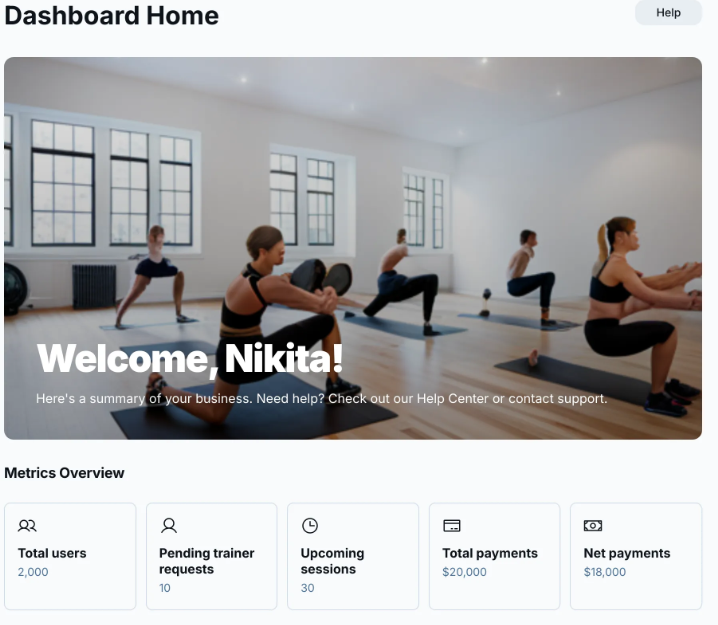 Dashboard Home
Help
Welcome, Nikita!
Here's a summary of your business. Need help? Check out our Help Center or contact support.
Metrics Overview
Total users
2,000
Pending trainer
requests
10
Upcoming
sessions
30
Total payments
$20,000
Net payments
$18,000